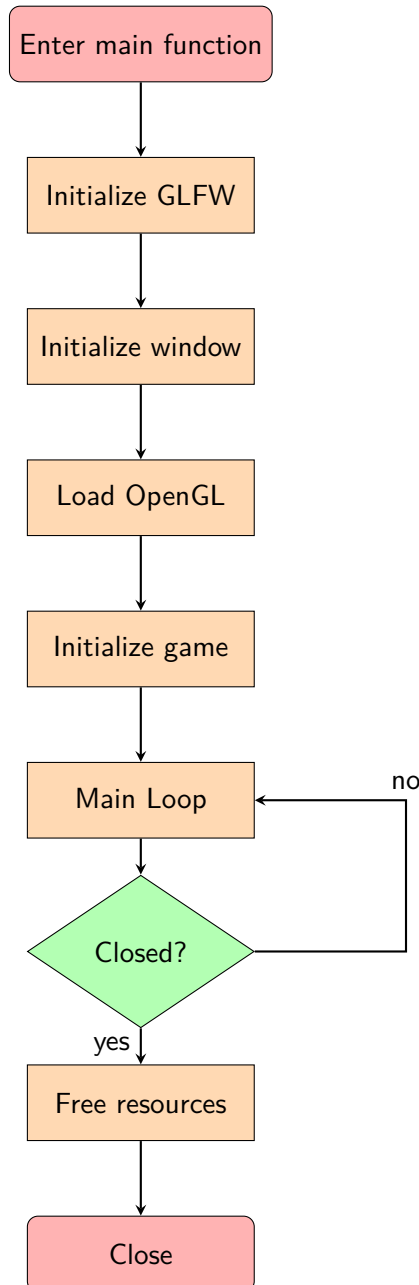 Enter main function
Initialize GLFW
Initialize window
Load OpenGL
Initialize game
Main Loop
no
Closed?
yes
Free resources
Close